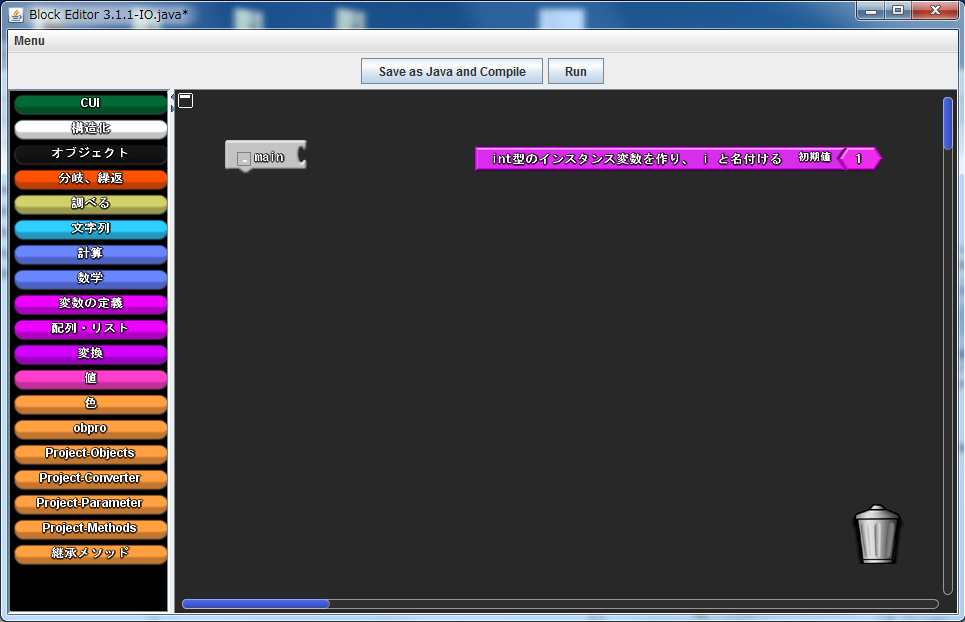 Block Editor 3.1.1-IO.java*
Menu
Save as Java and Compile
Run
CUI
構造化
オブジェクト
分岐、繰返
調べる
文字列
計算
数学
変数の定義
配列・リスト
変換
値
色
obpro
Project-Objects
Project-Converter
Project-Parameter
Project-Methods
継承メソッド
main
int型のインスタンス変数を作り、 i と名付ける 初期値 1